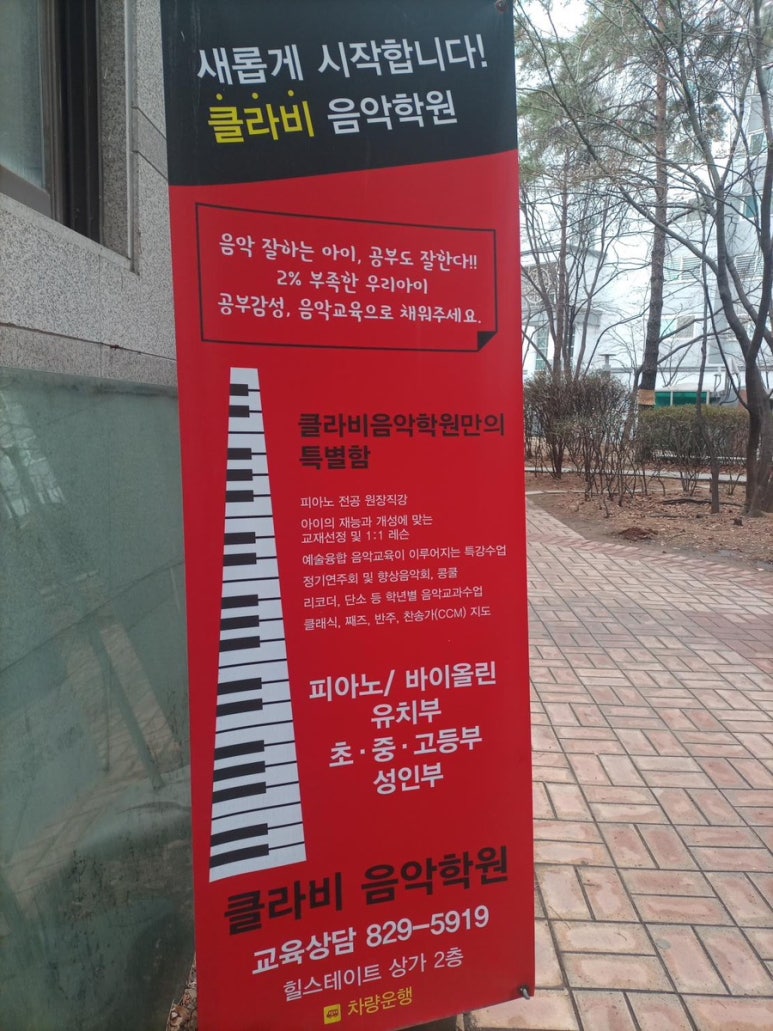 새롭게 시작합니다!
클라비 음악학원
음악 잘하는 아이, 공부도 잘한다!!
2% 부족한 우리아이
공부감성, 음악교육으로 채워주세요.
클라비음악학원만의
특별함
피아노 전공 원장직강
아이의 재능과 개성에 맞는
교재선정 및 1:1 레슨
예술융합 음악교육이 이루어지는 특강수업
정기연주회 및 향상음악회, 콩쿨
리코더, 단소 등 학년별 음악교과수업
클래식, 째즈, 반주, 찬송가(CCM) 지도
피아노/ 바이올린
유치부
초·중·고등부
성인부
클라비 음악학원
교육상담 829-5919
힐스테이트 상가 2층
차량운행